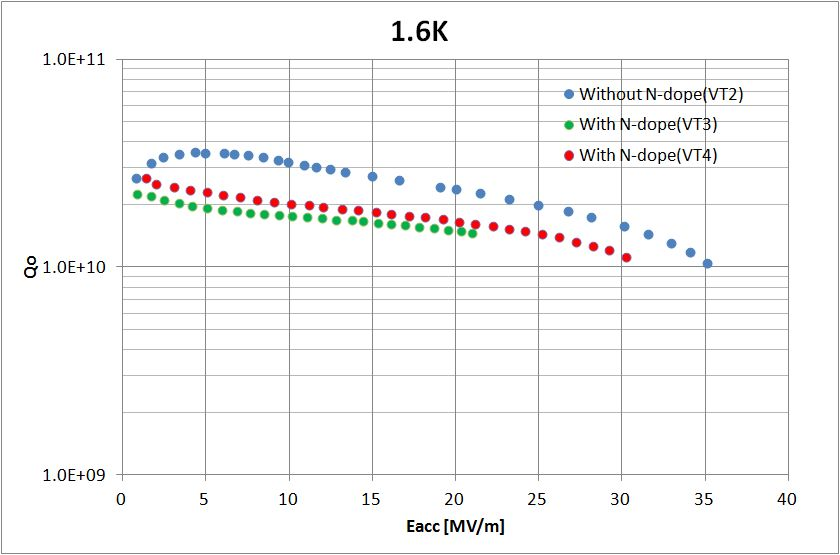 1.6K
1.0E+11
Without N-dope(VT2)
With N-dope(VT3)
With N-dope(VT4)
Qo
1.0E+10
1.0E+09
0 5 10 15 20 25 30 35 40
Eacc [MV/m]